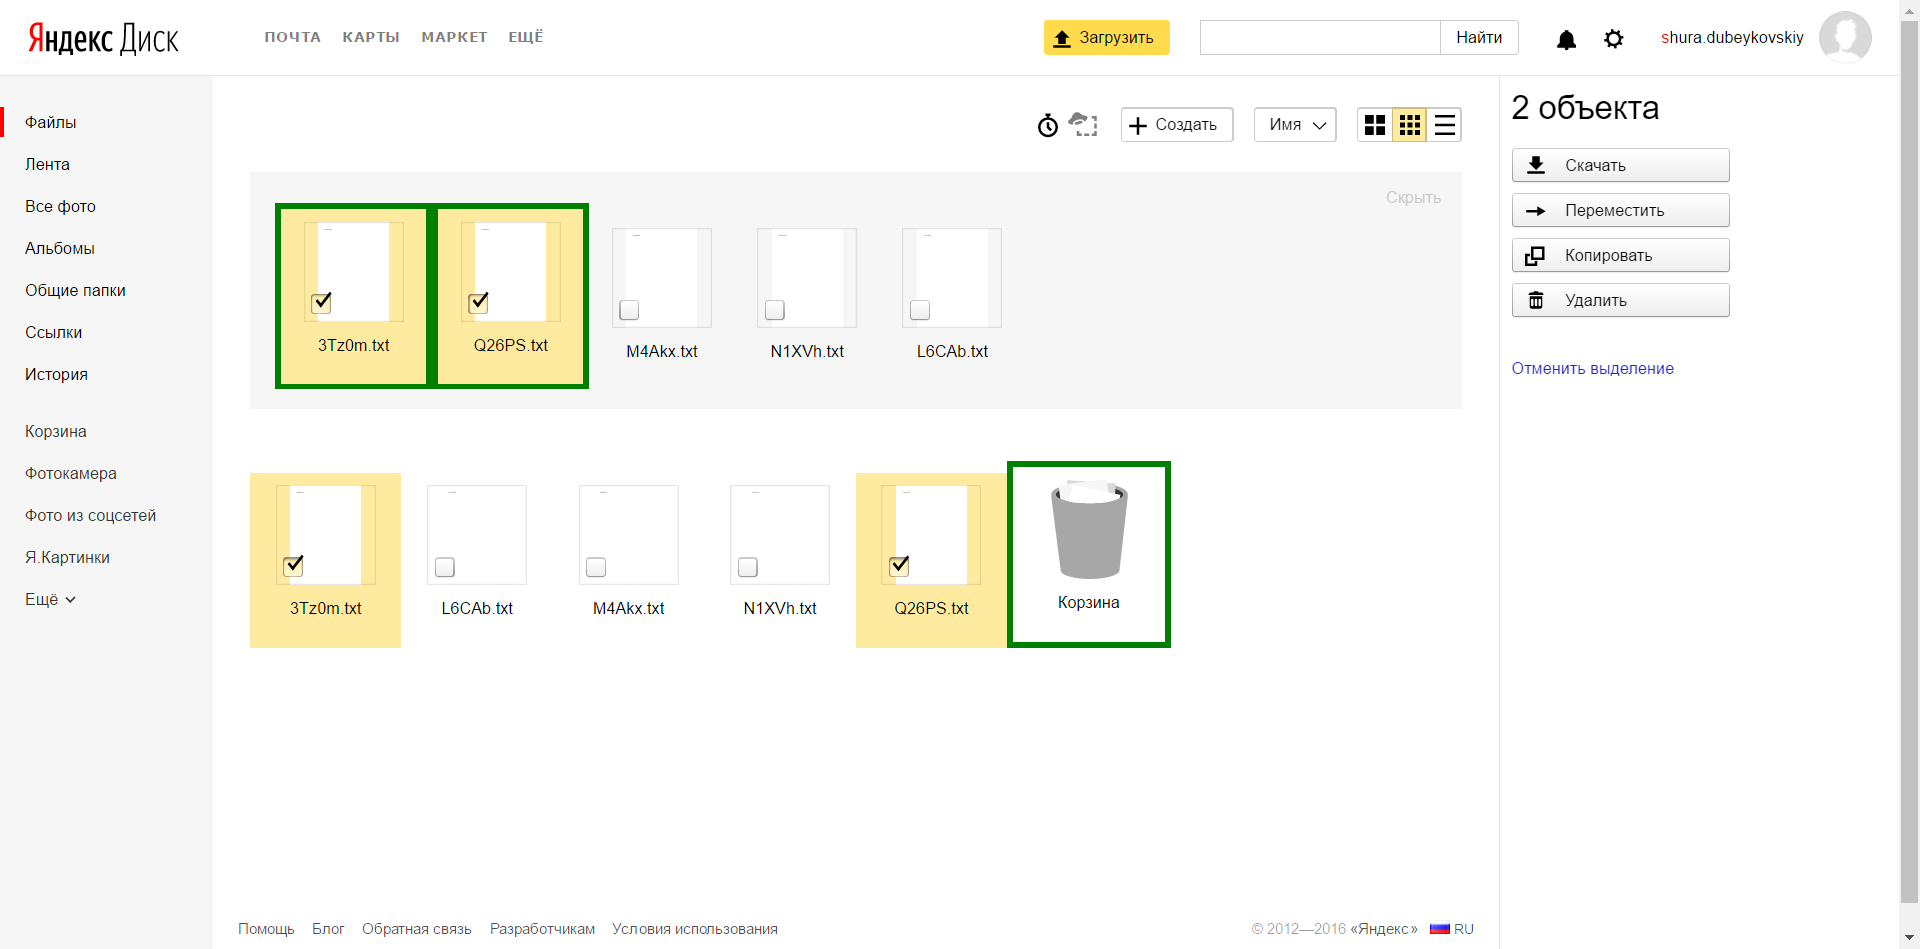 Яндекс Диск
ПОЧТА КАРТЫ МАРКЕТ ЕЩЁ
Загрузить
Найти
shura.dubeykovskiy
Файлы
Лента
Все фото
Альбомы
Общие папки
Ссылки
История
Корзина
Фотокамера
Фото из соцсетей
Я.Картинки
Ещё
Создать
Имя
Скрыть
3Tz0m.txt Q26PS.txt M4Akx.txt N1XVh.txt L6CAb.txt
3Tz0m.txt L6CAb.txt M4Akx.txt N1XVh.txt Q26PS.txt Корзина
2 объекта
Скачать
Переместить
Копировать
Удалить
Отменить выделение
Помощь Блог Обратная связь Разработчикам Условия использования
© 2012—2016 «Яндекс» RU